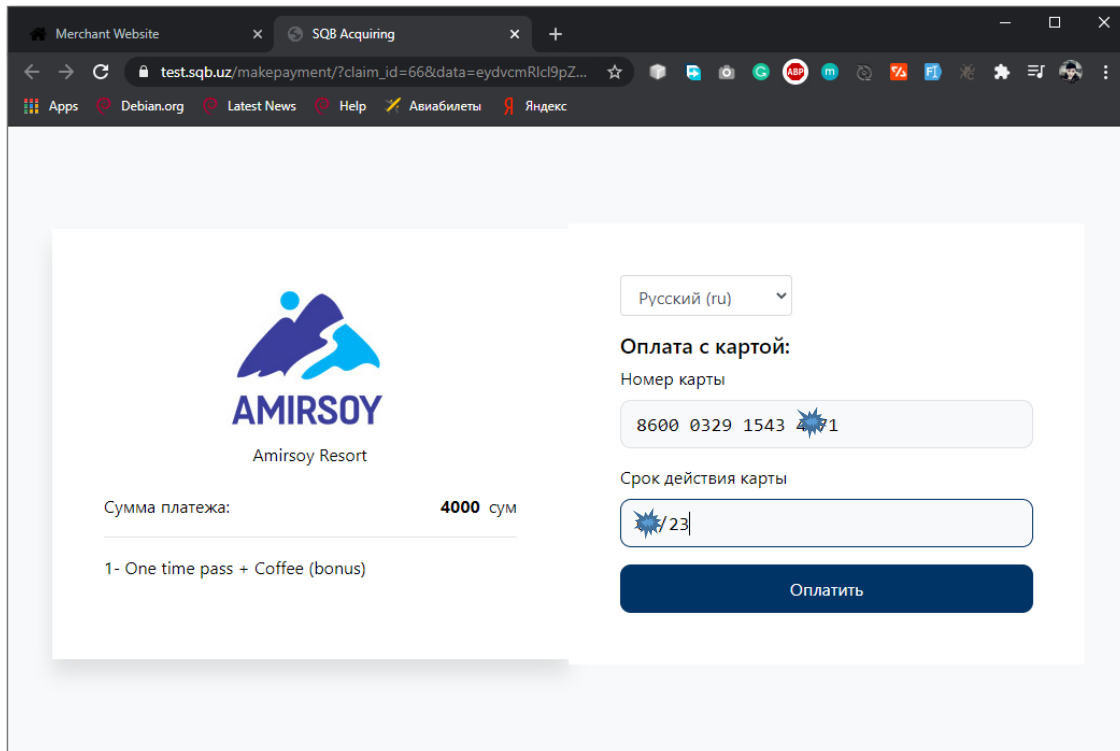 Merchant Website
SQB Acquiring
test.sqb.uz/makepayment/?claim_id=66&data=eydvcmRlcl9pZ...
Apps Debian.org Latest News Help Авиабилеты Яндекс
AMIRSOY
Amirsoy Resort
Сумма платежа: 4000 сум
1- One time pass + Coffee (bonus)
Русский (ru)
Оплата с картой:
Номер карты
8600 0329 1543
Срок действия карты
/23
Оплатить